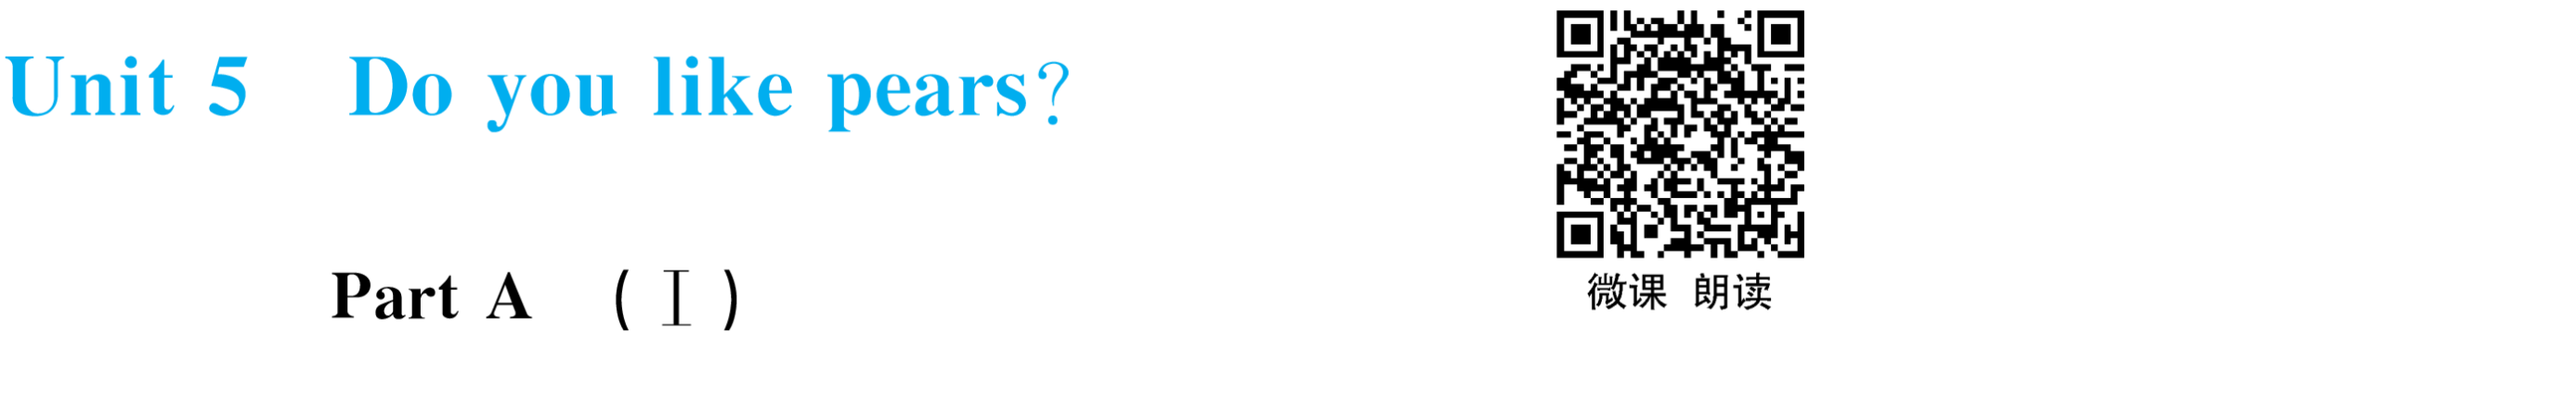 Unit 5 Do you like pears?
Part A (Ⅰ)
微课 朗读